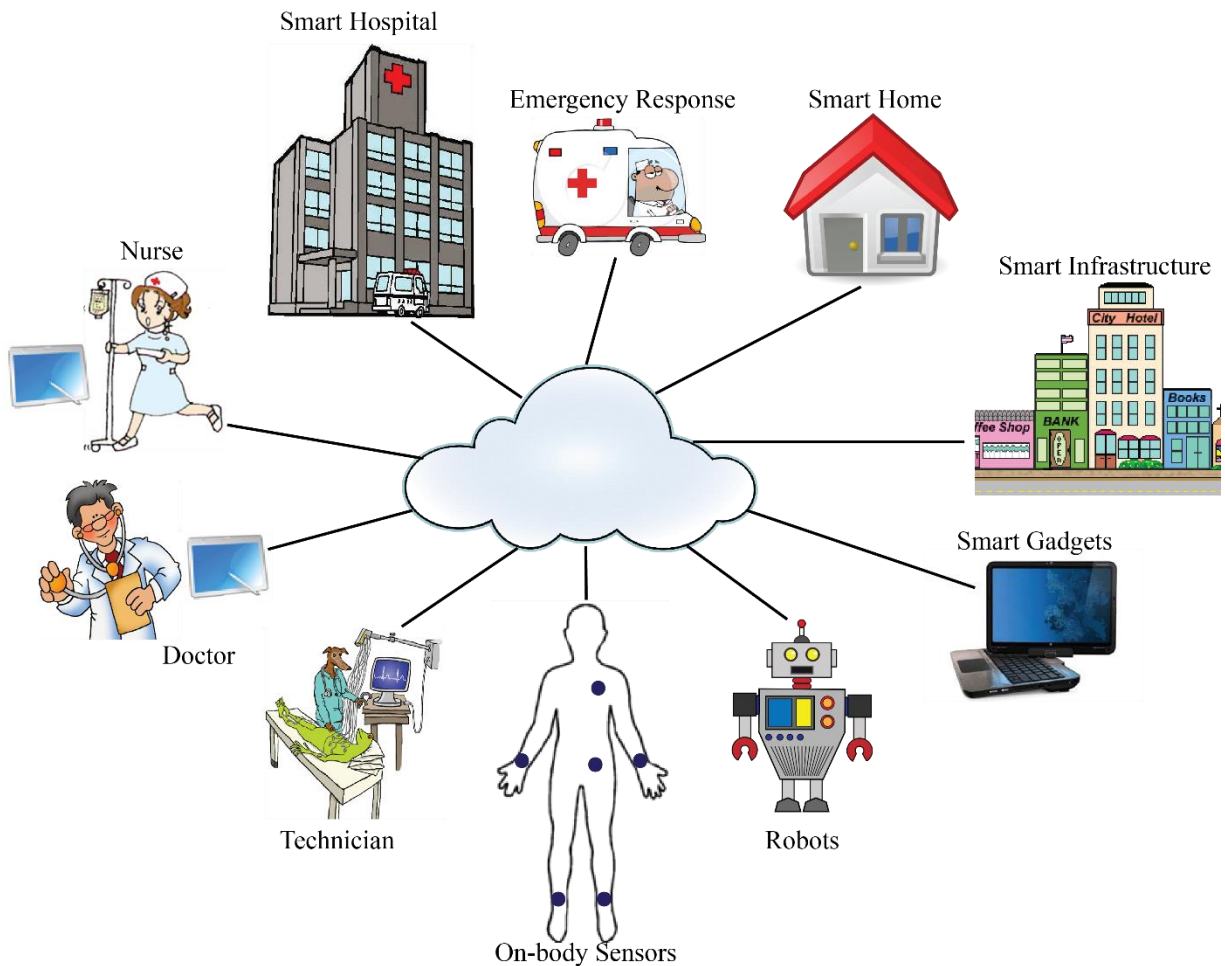 Smart Hospital
Emergency Response
Smart Home
Nurse
Smart Infrastructure
City Hotel
Books
ffee Shop
BANK
OPEN
Smart Gadgets
Doctor
Technician
Robots
On-body Sensors